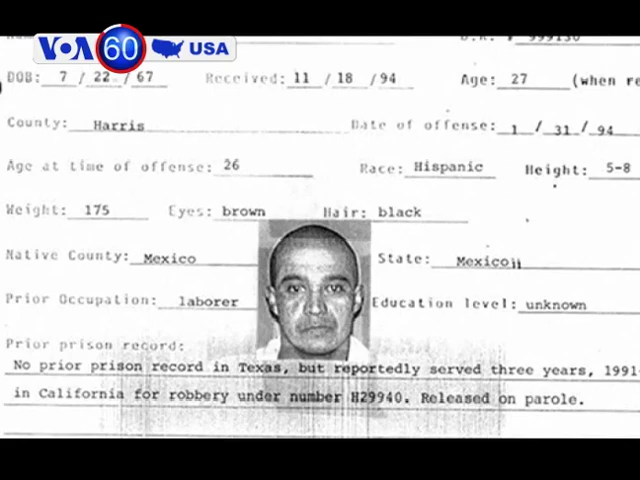 VOA 60 USA
D.R. # 999130
DOB: 7 / 22 / 67 Received: 11 / 18 / 94 Age: 27 (when re
County: Harris Date of offense: 1 / 31 / 94
Age at time of offense: 26 Race: Hispanic Height: 5-8
Weight: 175 Eyes: brown Hair: black
Native County: Mexico State: Mexico
Prior Occupation: laborer Education level: unknown
Prior prison record:
No prior prison record in Texas, but reportedly served three years, 1991-
in California for robbery under number H29940. Released on parole.